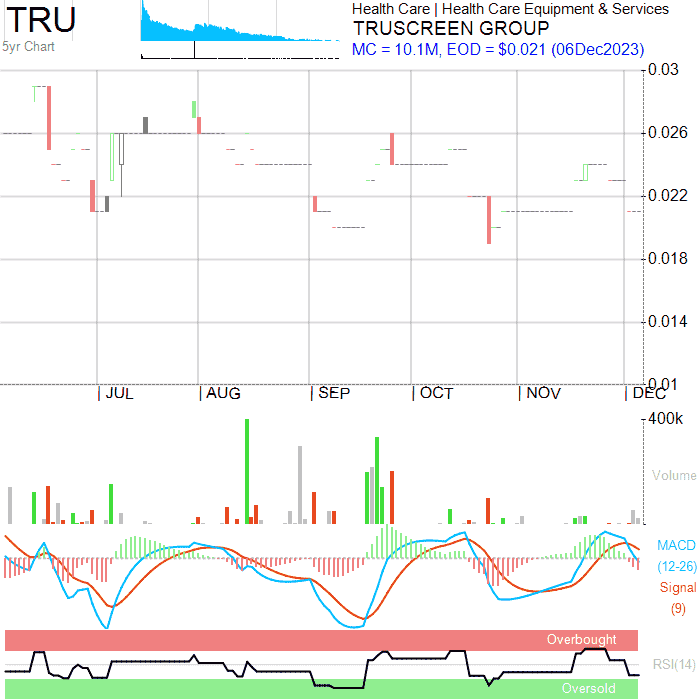 TRU
5yr Chart
Health Care | Health Care Equipment & Services
TRUSCREEN GROUP
MC = 10.1M, EOD = $0.021 (06Dec2023)
0.03
0.026
0.022
0.018
0.014
0.01
JUL
AUG
SEP
OCT
NOV
DEC
400k
Volume
MACD
(12-26)
Signal
(9)
Overbought
RSI(14)
Oversold